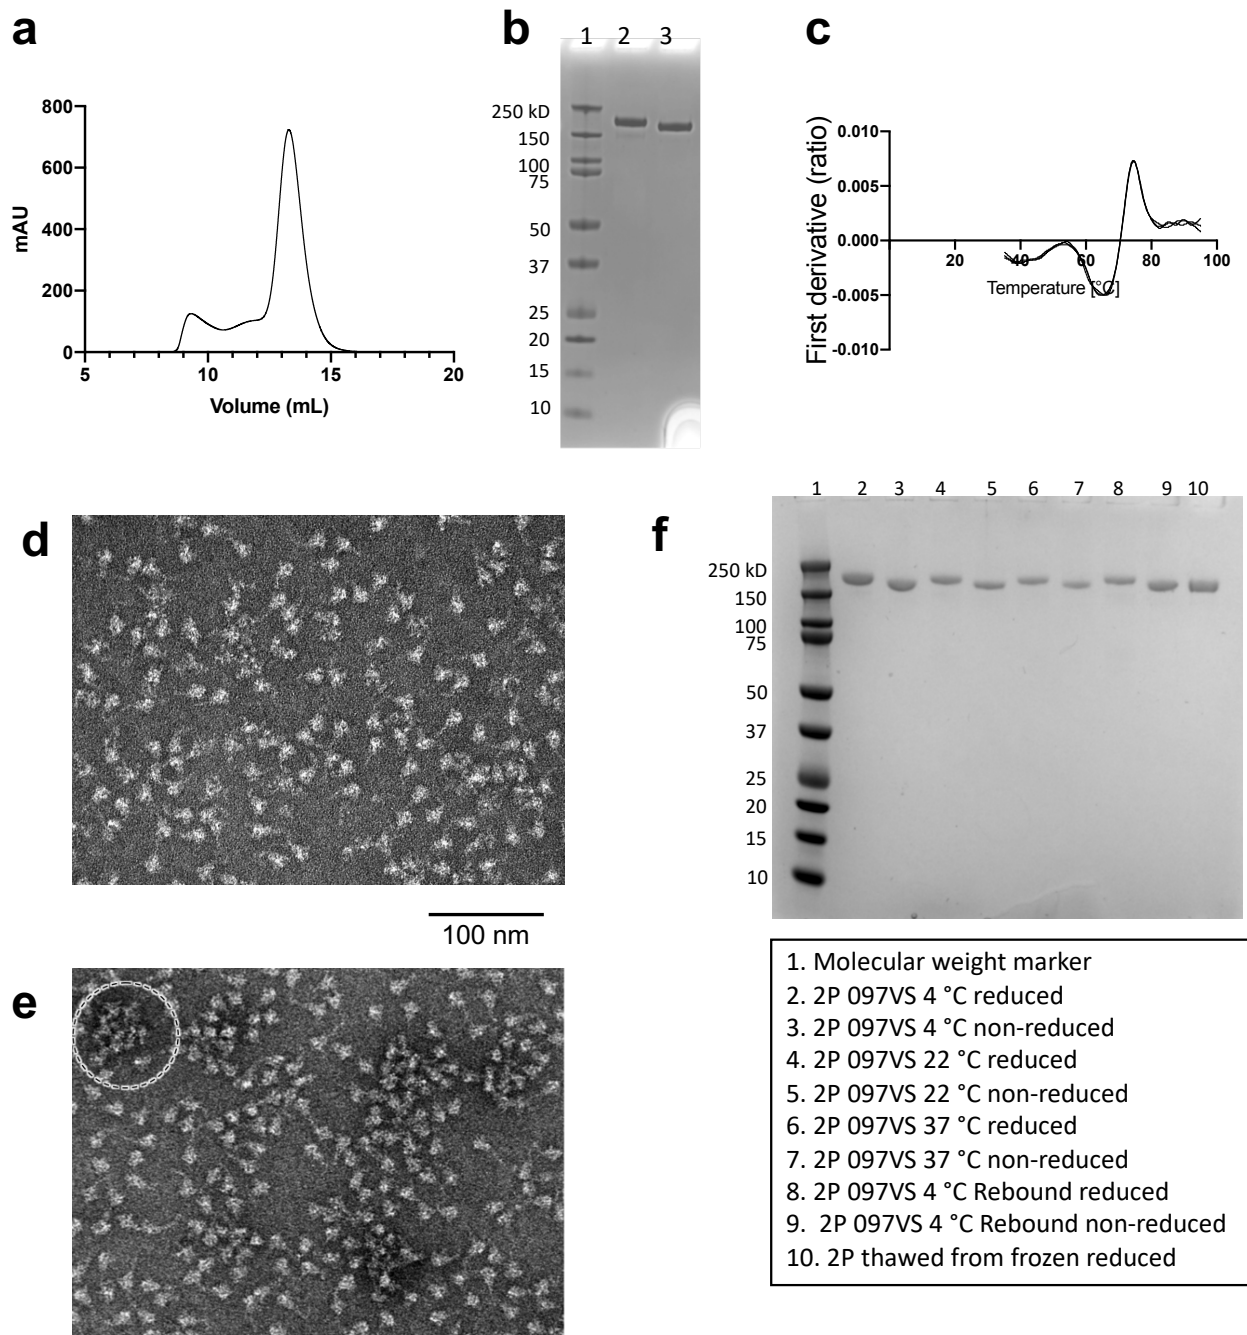 a
800
600
400
200
0
mAU
5
10
15
20
Volume (mL)
b
1 2 3
250 kD
150
100
75
50
37
25
20
15
10
c
First derivative (ratio)
0.010
0.005
0.000
-0.005
-0.010
20 40 60 80 100
Temperature [°C]
d
100 nm
e
f
1 2 3 4 5 6 7 8 9 10
250 kD
150
100
75
50
37
25
20
15
10
1. Molecular weight marker
2. 2P 097VS 4 °C reduced
3. 2P 097VS 4 °C non-reduced
4. 2P 097VS 22 °C reduced
5. 2P 097VS 22 °C non-reduced
6. 2P 097VS 37 °C reduced
7. 2P 097VS 37 °C non-reduced
8. 2P 097VS 4 °C Rebound reduced
9. 2P 097VS 4 °C Rebound non-reduced
10. 2P thawed from frozen reduced